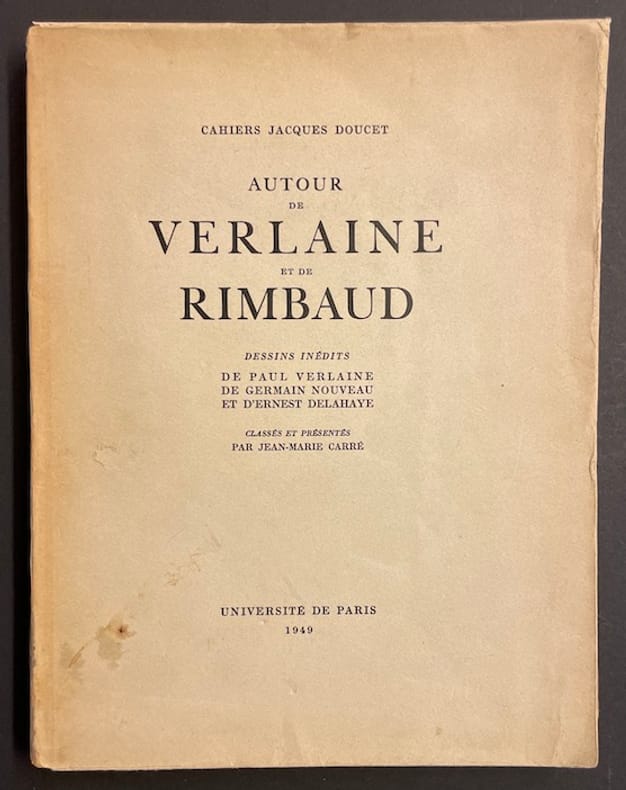 CAHIERS JACQUES DOUCET
AUTOUR
DE
VERLAINE
ET DE
RIMBAUD
DESSINS INÉDITS
DE PAUL VERLAINE
DE GERMAIN NOUVEAU
ET D'ERNEST DELAHAYE
CLASSÉS ET PRÉSENTÉS
PAR JEAN-MARIE CARRÉ
UNIVERSITÉ DE PARIS
1949